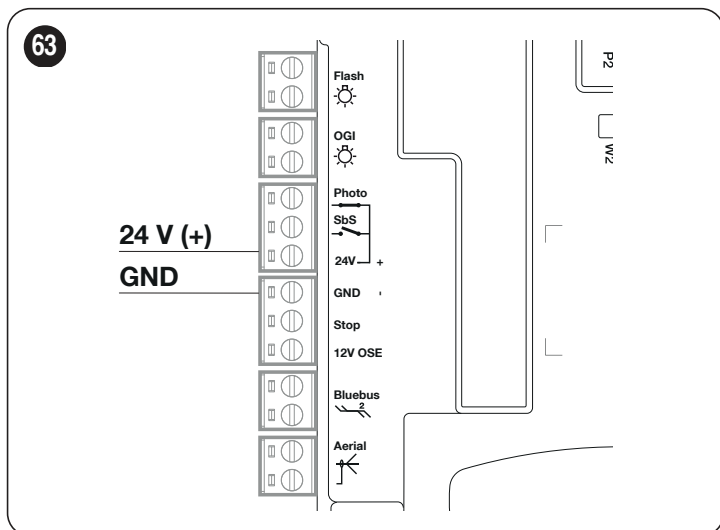 63
Flash
OGI
Photo
SbS
24V +
GND -
Stop
12V OSE
Bluebus
2
Aerial
24 V (+)
GND
P2
W2